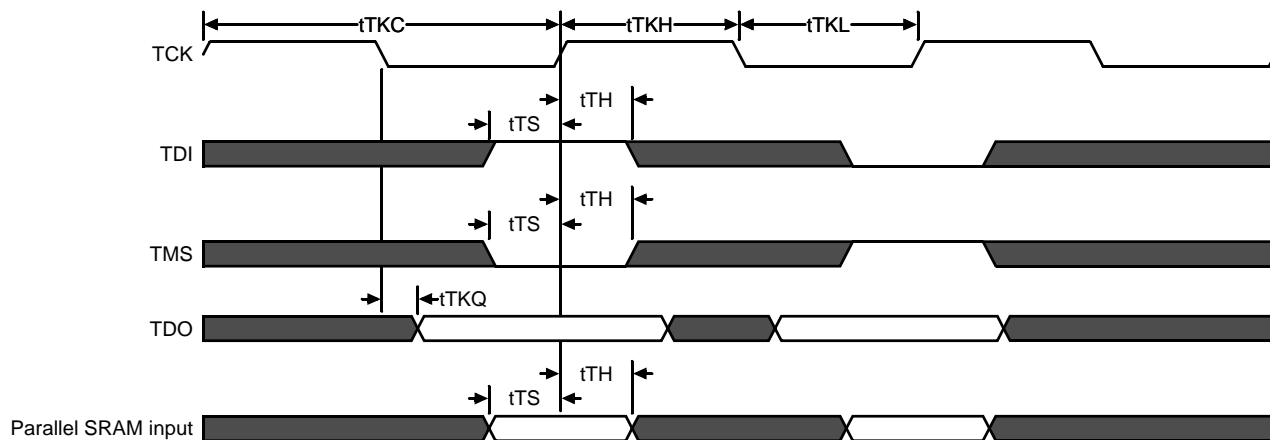 tTKC tTKH tTKL
TCK
tTH
tTS
TDI
tTH
tTS
TMS
tTKQ
TDO
tTH
tTS
Parallel SRAM input